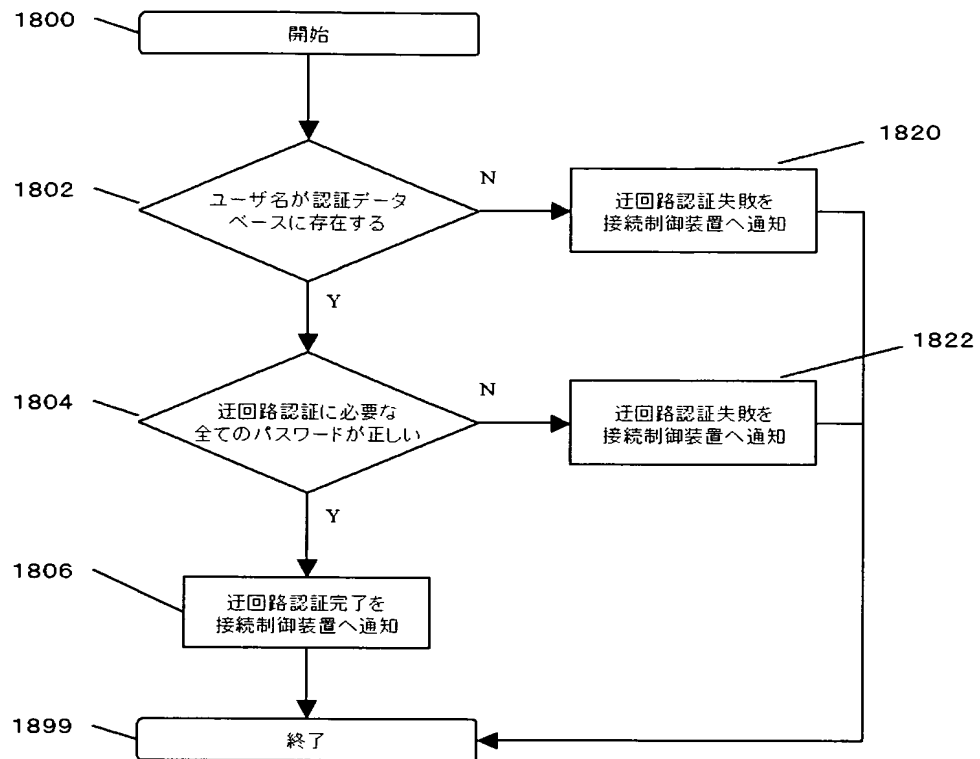 1800
開始
1820
1802
ユーザ名が認証データ
ベースに存在する
N
迂回路認証失敗を
接続制御装置へ通知
Y
1822
1804
迂回路認証に必要な
全てのパスワードが正しい
N
迂回路認証失敗を
接続制御装置へ通知
Y
1806
迂回路認証完了を
接続制御装置へ通知
1899
終了